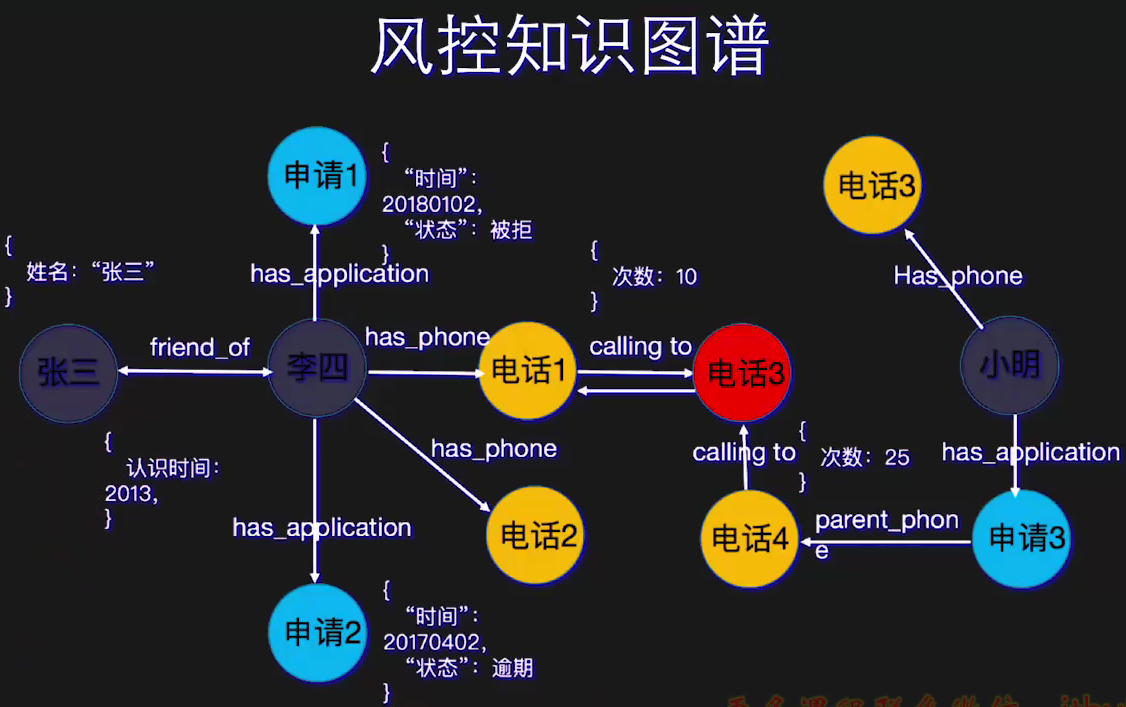 风控知识图谱
申请1
{
“时间”：
20180102,
“状态”：被拒
}
{
姓名：“张三”
}
has_application
{
次数：10
}
电话3
Has_phone
张三
friend_of
李四
has_phone
电话1
calling to
电话3
小明
{
认识时间：
2013,
}
has_phone
calling to
{
次数：25
}
has_application
has_application
电话2
电话4
parent_phon
e
申请3
申请2
{
“时间”：
20170402,
“状态”：逾期
}